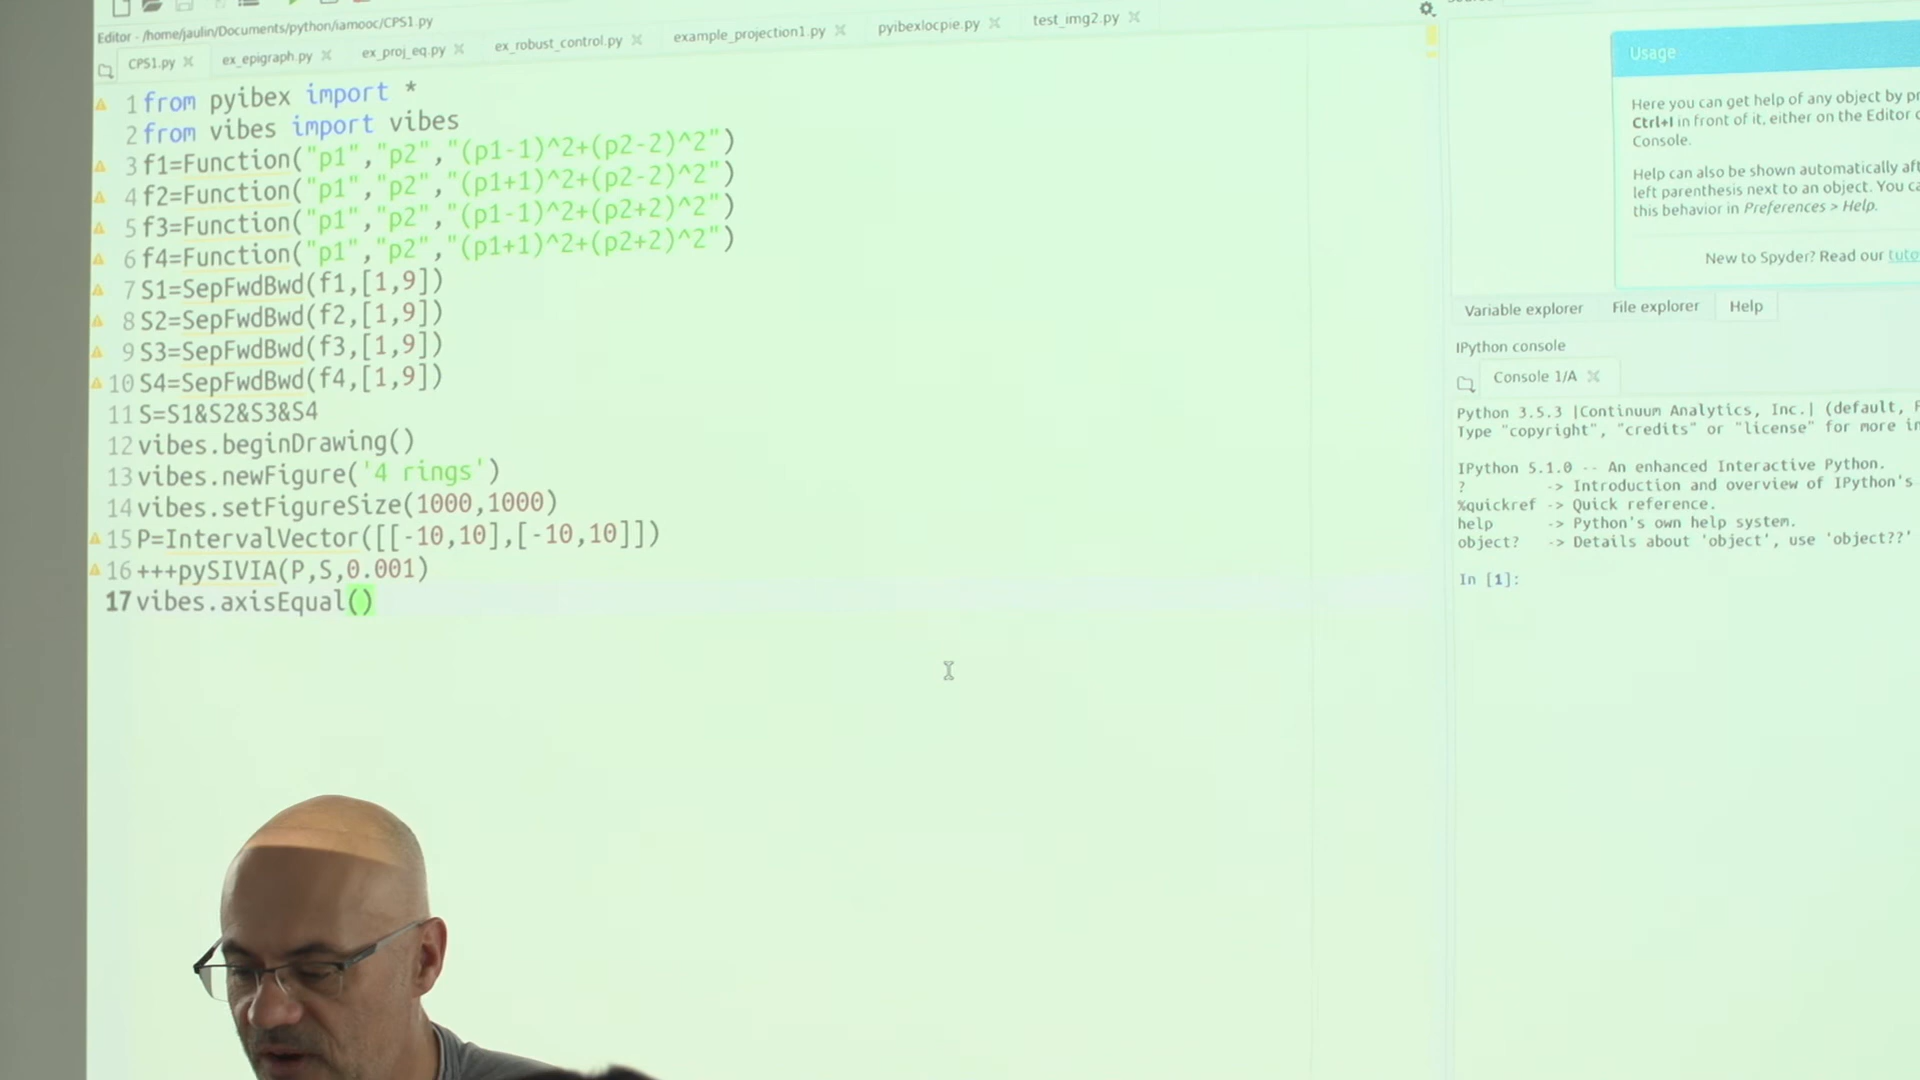 Editor - /home/jaulin/Documents/python/iamooc/CPS1.py
CPS1.py
ex_epigraph.py
ex_proj_eq.py
ex_robust_control.py
example_projection1.py
pyibexlocpie.py
test_img2.py
1 from pyibex import *
2 from vibes import vibes
3 f1=Function("p1","p2","(p1-1)^2+(p2-2)^2")
4 f2=Function("p1","p2","(p1+1)^2+(p2-2)^2")
5 f3=Function("p1","p2","(p1-1)^2+(p2+2)^2")
6 f4=Function("p1","p2","(p1+1)^2+(p2+2)^2")
7 S1=SepFwdBwd(f1,[1,9])
8 S2=SepFwdBwd(f2,[1,9])
9 S3=SepFwdBwd(f3,[1,9])
10 S4=SepFwdBwd(f4,[1,9])
11 S=S1&S2&S3&S4
12 vibes.beginDrawing()
13 vibes.newFigure('4 rings')
14 vibes.setFigureSize(1000,1000)
15 P=IntervalVector([[-10,10],[-10,10]])
16 +++pySIVIA(P,S,0.001)
17 vibes.axisEqual()
Usage
Here you can get help of any object by
Ctrl+I in front of it, either on the Editor
Console.
Help can also be shown automatically
left parenthesis next to an object. You
this behavior in Preferences > Help.
New to Spyder? Read our
Variable explorer
File explorer
Help
IPython console
Console 1/A
Python 3.5.3 |Continuum Analytics, Inc.| (default,
Type "copyright", "credits" or "license" for more
IPython 5.1.0 -- An enhanced Interactive Python.
? -> Introduction and overview of IPython's
%quickref -> Quick reference.
help -> Python's own help system.
object? -> Details about 'object', use 'object??'
In [1]: